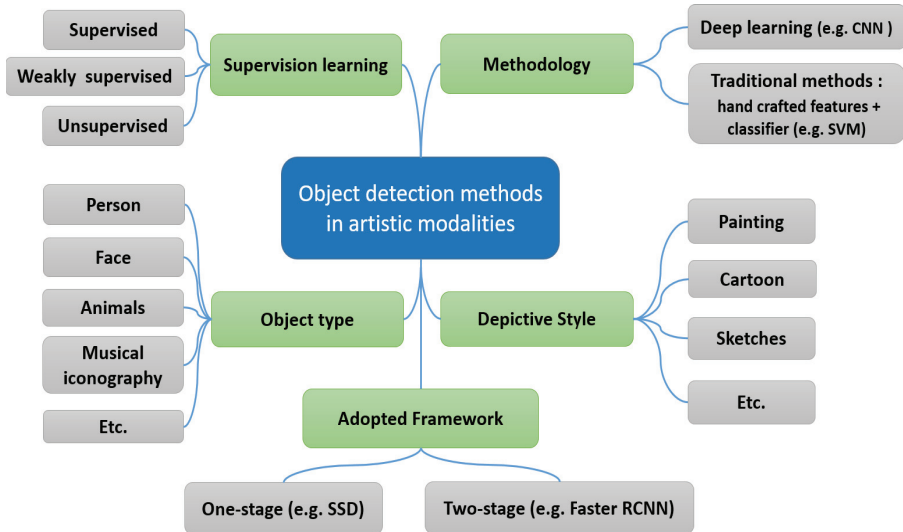 Supervised
Weakly supervised
Unsupervised
Supervision learning
Methodology
Deep learning (e.g. CNN )
Traditional methods :
hand crafted features +
classifier (e.g. SVM)
Object detection methods
in artistic modalities
Person
Face
Animals
Musical
iconography
Etc.
Object type
Depictive Style
Painting
Cartoon
Sketches
Etc.
Adopted Framework
One-stage (e.g. SSD)
Two-stage (e.g. Faster RCNN)